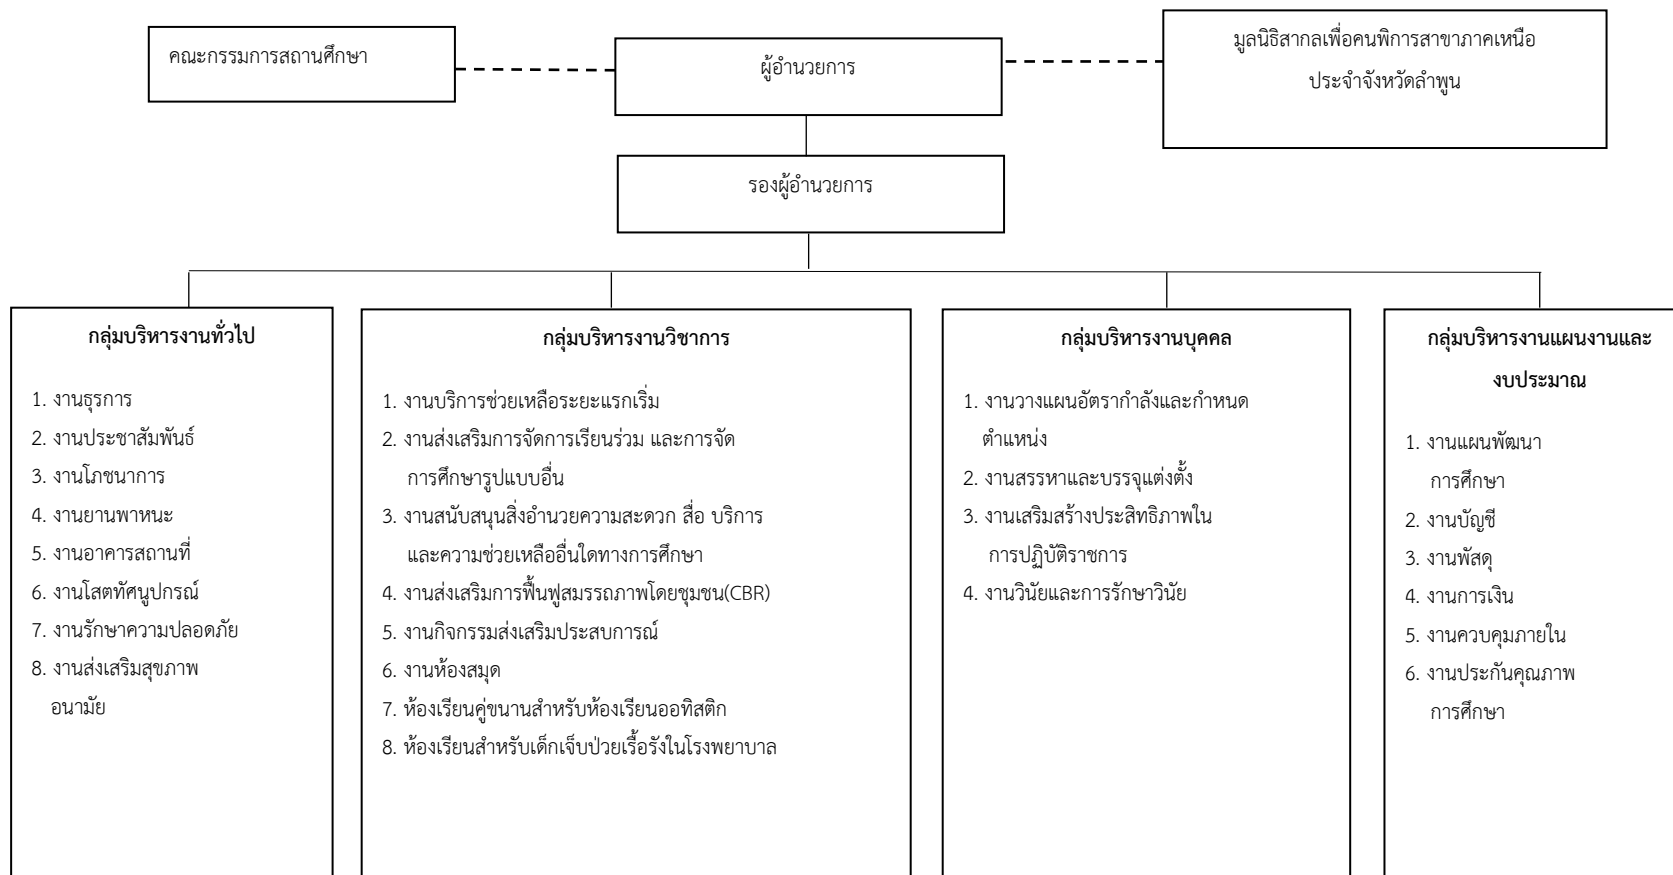 คณะกรรมการสถานศึกษา
ผู้อำนวยการ
มูลนิธิสากลเพื่อคนพิการสาขาภาคเหนือ
ประจำจังหวัดลำพูน
รองผู้อำนวยการ
กลุ่มบริหารงานทั่วไป
1. งานธุรการ
2. งานประชาสัมพันธ์
3. งานโภชนาการ
4. งานยานพาหนะ
5. งานอาคารสถานที่
6. งานโสตทัศนูปกรณ์
7. งานรักษาความปลอดภัย
8. งานส่งเสริมสุขภาพ
อนามัย
กลุ่มบริหารงานวิชาการ
1. งานบริการช่วยเหลือระยะแรกเริ่ม
2. งานส่งเสริมการจัดการเรียนร่วม และการจัด
การศึกษารูปแบบอื่น
3. งานสนับสนุนสิ่งอำนวยความสะดวก สื่อ บริการ
และความช่วยเหลืออื่นใดทางการศึกษา
4. งานส่งเสริมการฟื้นฟูสมรรถภาพโดยชุมชน(CBR)
5. งานกิจกรรมส่งเสริมประสบการณ์
6. งานห้องสมุด
7. ห้องเรียนคู่ขนานสำหรับห้องเรียนออทิสติก
8. ห้องเรียนสำหรับเด็กเจ็บป่วยเรื้อรังในโรงพยาบาล
กลุ่มบริหารงานบุคคล
1. งานวางแผนอัตรากำลังและกำหนด
ตำแหน่ง
2. งานสรรหาและบรรจุแต่งตั้ง
3. งานเสริมสร้างประสิทธิภาพใน
การปฏิบัติราชการ
4. งานวินัยและการรักษาวินัย
กลุ่มบริหารงานแผนงานและ
งบประมาณ
1. งานแผนพัฒนา
การศึกษา
2. งานบัญชี
3. งานพัสดุ
4. งานการเงิน
5. งานควบคุมภายใน
6. งานประกันคุณภาพ
การศึกษา